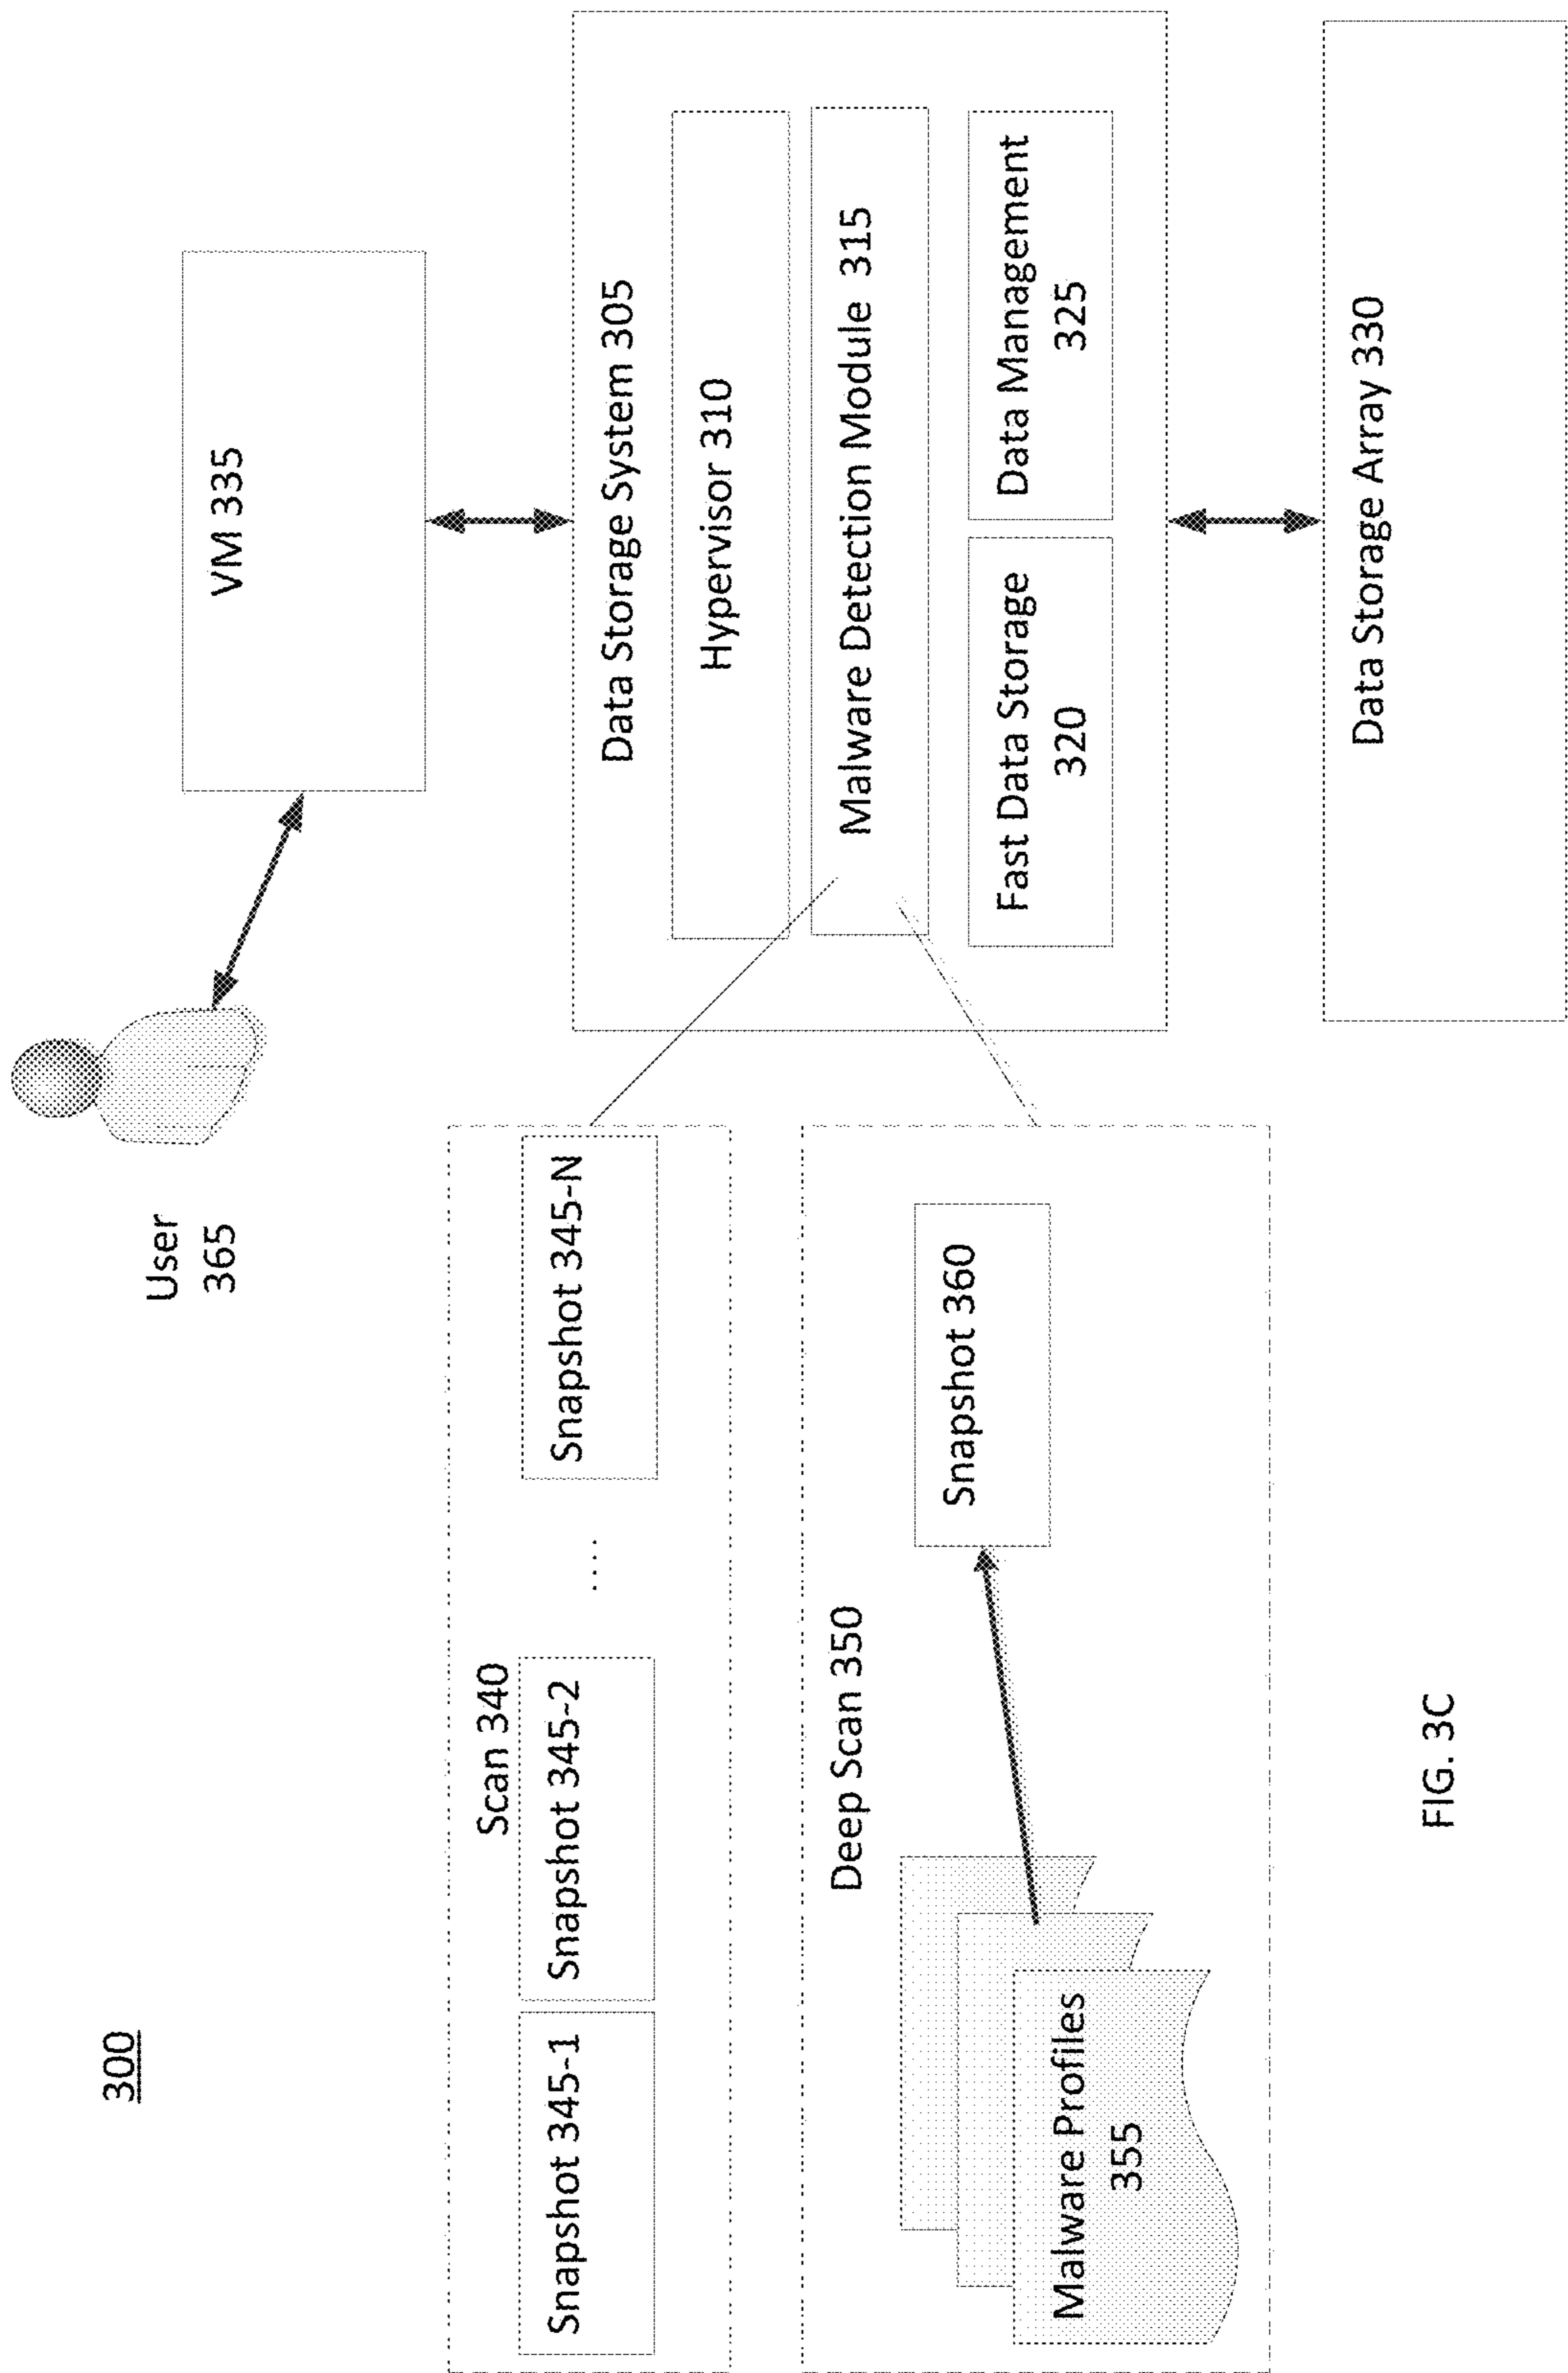 300
User
365
VM 335
Scan 340
Snapshot 345-1
Snapshot 345-2
....
Snapshot 345-N
Data Storage System 305
Hypervisor 310
Malware Detection Module 315
Fast Data Storage
320
Data Management
325
Deep Scan 350
Malware Profiles
355
Snapshot 360
Data Storage Array 330
FIG. 3C